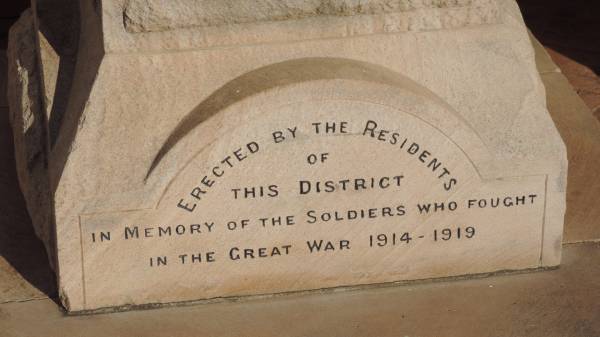 ERECTED BY THE RESIDENTS
OF
THIS DISTRICT
IN MEMORY OF THE SOLDIERS WHO FOUGHT
IN THE GREAT WAR 1914-1919